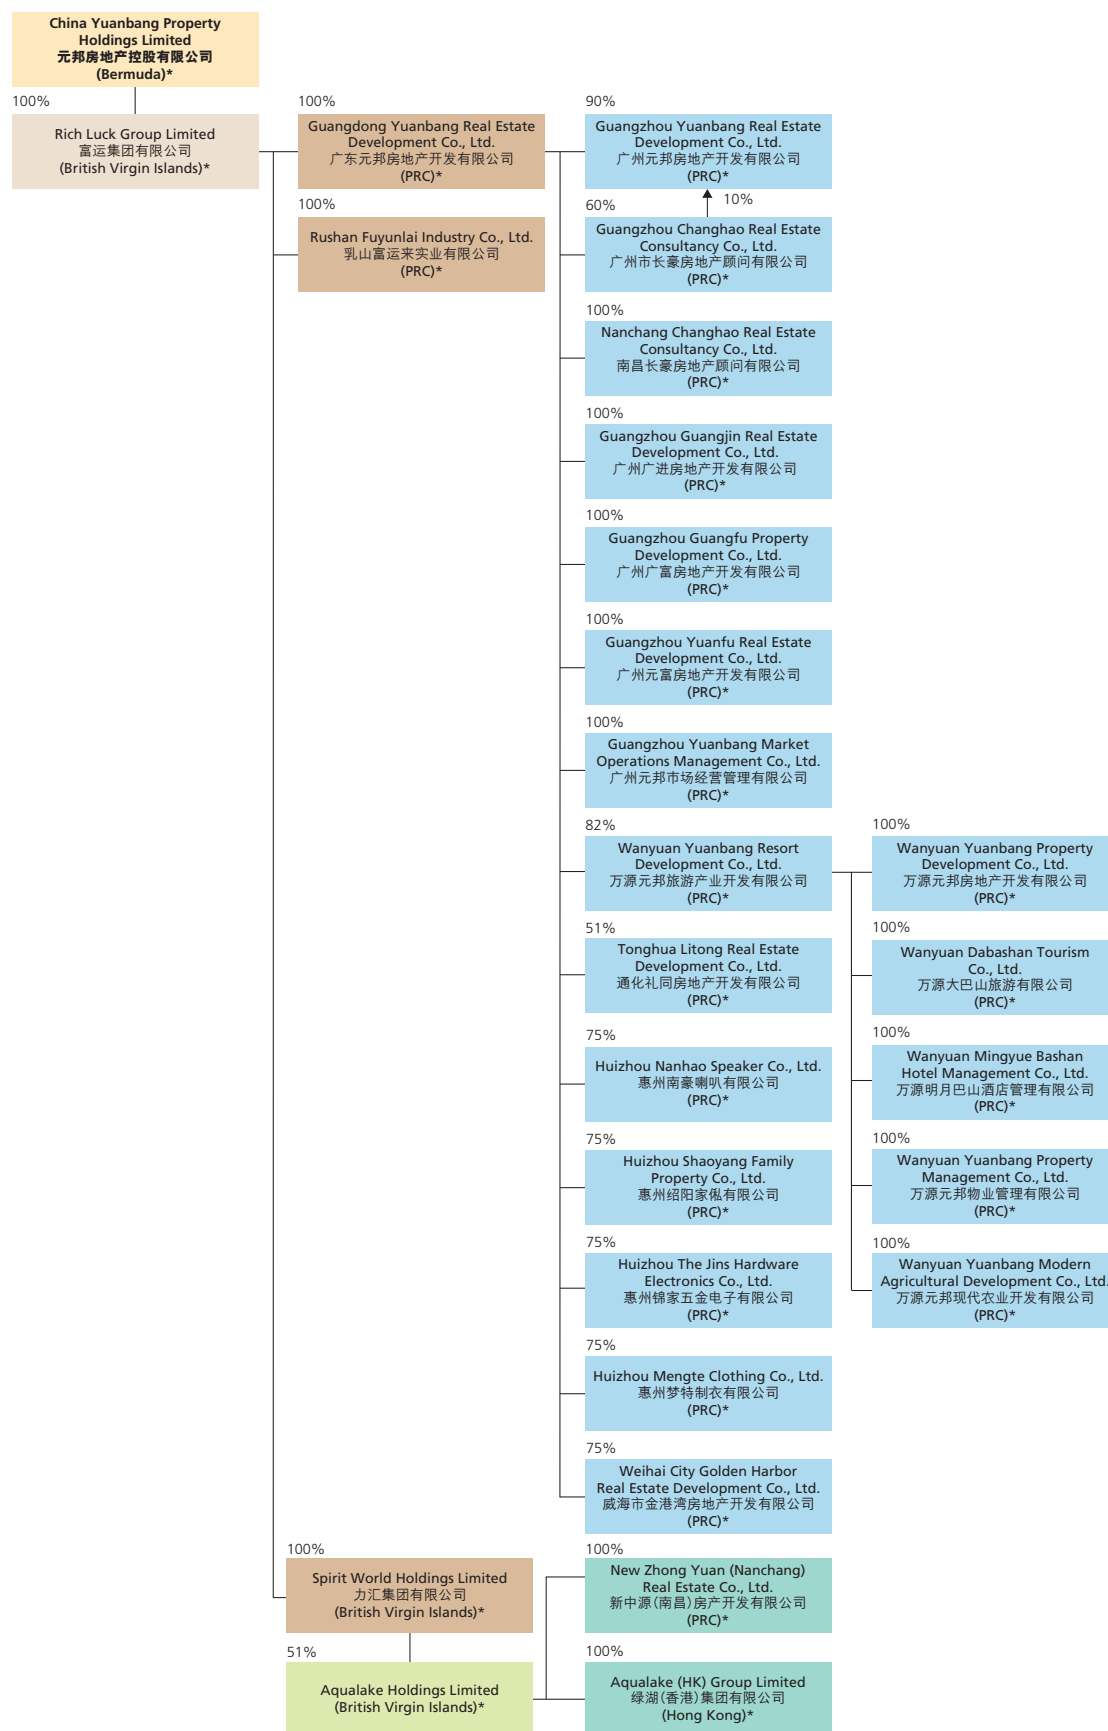 China Yuanbang Property
Holdings Limited
元邦房地产控股有限公司
(Bermuda)*
100%
Rich Luck Group Limited
富运集团有限公司
(British Virgin Islands)*
100%
Guangdong Yuanbang Real Estate
Development Co., Ltd.
广东元邦房地产开发有限公司
(PRC)*
100%
Rushan Fuyunlai Industry Co., Ltd.
乳山富运来实业有限公司
(PRC)*
90%
Guangzhou Yuanbang Real Estate
Development Co., Ltd.
广州元邦房地产开发有限公司
(PRC)*
10%
60%
Guangzhou Changhao Real Estate
Consultancy Co., Ltd.
广州市长豪房地产顾问有限公司
(PRC)*
100%
Nanchang Changhao Real Estate
Consultancy Co., Ltd.
南昌长豪房地产顾问有限公司
(PRC)*
100%
Guangzhou Guangjin Real Estate
Development Co., Ltd.
广州广进房地产开发有限公司
(PRC)*
100%
Guangzhou Guangfu Property
Development Co., Ltd.
广州广富房地产开发有限公司
(PRC)*
100%
Guangzhou Yuanfu Real Estate
Development Co., Ltd.
广州元富房地产开发有限公司
(PRC)*
100%
Guangzhou Yuanbang Market
Operations Management Co., Ltd.
广州元邦市场经营管理有限公司
(PRC)*
82%
Wanyuan Yuanbang Resort
Development Co., Ltd.
万源元邦旅游产业开发有限公司
(PRC)*
51%
Tonghua Litong Real Estate
Development Co., Ltd.
通化礼同房地产开发有限公司
(PRC)*
75%
Huizhou Nanhao Speaker Co., Ltd.
惠州南豪喇叭有限公司
(PRC)*
75%
Huizhou Shaoyang Family
Property Co., Ltd.
惠州绍阳家俬有限公司
(PRC)*
75%
Huizhou The Jins Hardware
Electronics Co., Ltd.
惠州锦家五金电子有限公司
(PRC)*
75%
Huizhou Mengte Clothing Co., Ltd.
惠州梦特制衣有限公司
(PRC)*
75%
Weihai City Golden Harbor
Real Estate Development Co., Ltd.
威海市金港湾房地产开发有限公司
(PRC)*
100%
Wanyuan Yuanbang Property
Development Co., Ltd.
万源元邦房地产开发有限公司
(PRC)*
100%
Wanyuan Dabashan Tourism
Co., Ltd.
万源大巴山旅游有限公司
(PRC)*
100%
Wanyuan Mingyue Bashan
Hotel Management Co., Ltd.
万源明月巴山酒店管理有限公司
(PRC)*
100%
Wanyuan Yuanbang Property
Management Co., Ltd.
万源元邦物业管理有限公司
(PRC)*
100%
Wanyuan Yuanbang Modern
Agricultural Development Co., Ltd.
万源元邦现代农业开发有限公司
(PRC)*
100%
Spirit World Holdings Limited
力汇集团有限公司
(British Virgin Islands)*
51%
Aqualake Holdings Limited
(British Virgin Islands)*
100%
New Zhong Yuan (Nanchang)
Real Estate Co., Ltd.
新中源(南昌)房产开发有限公司
(PRC)*
100%
Aqualake (HK) Group Limited
绿湖(香港)集团有限公司
(Hong Kong)*